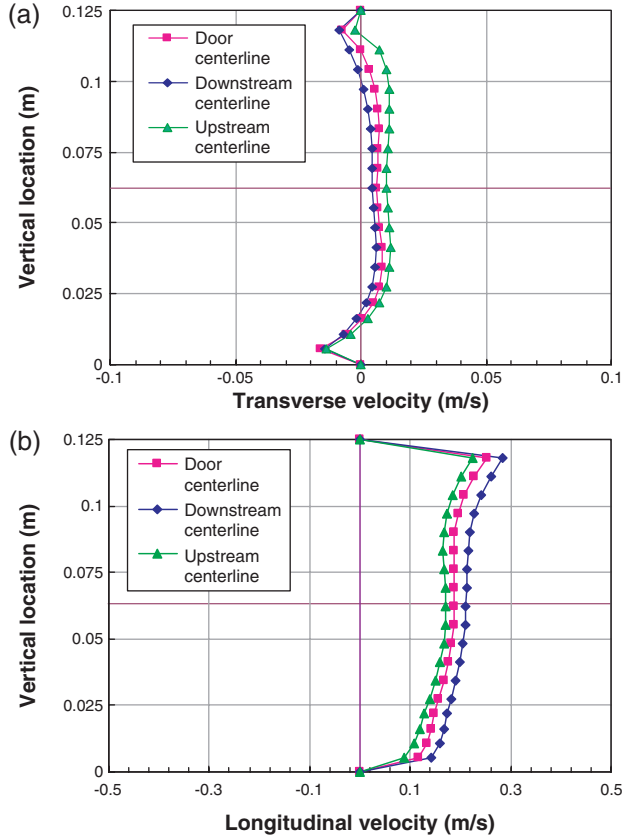 (a)
0.125
0.1
0.075
0.05
0.025
0
Vertical location (m)
Door
centerline
Downstream
centerline
Upstream
centerline
-0.1
-0.05
0
0.05
0.1
Transverse velocity (m/s)
(b)
0.125
0.1
0.075
0.05
0.025
0
Vertical location (m)
Door
centerline
Downstream
centerline
Upstream
centerline
-0.5
-0.3
-0.1
0.1
0.3
0.5
Longitudinal velocity (m/s)